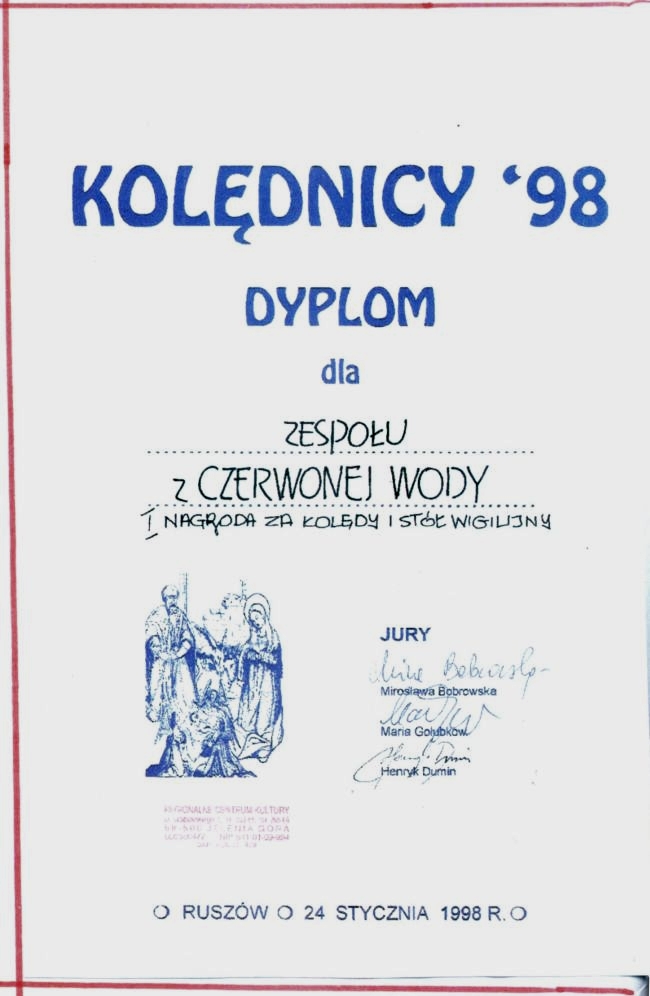 KOLĘDNICY '98
DYPLOM
dla
ZESPOŁU
z CZERWONEJ WODY
I NAGRODA ZA KOLĘDY I STÓŁ WIGILIJNY
JURY
Mirosława Bobrowska
Maria Gołubkow
Henryk Dumin
REGIONALNE CENTRUM KULTURY
JELENIA GÓRA
RUSZÓW 24 STYCZNIA 1998 R.